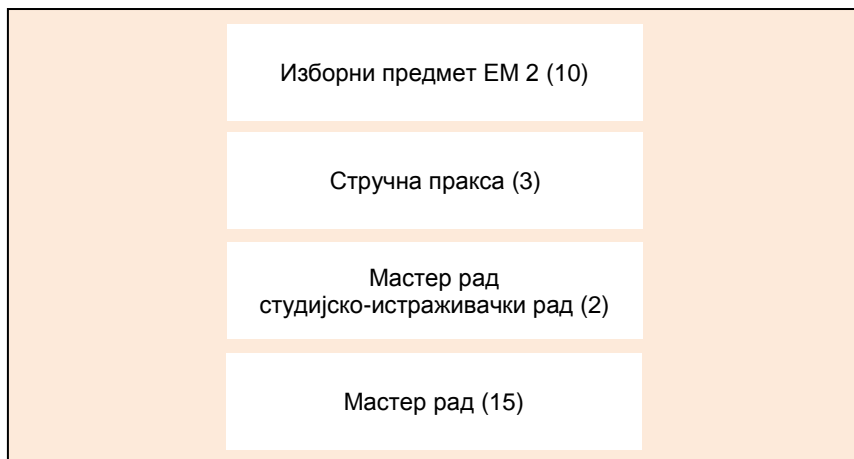 Изборни предмет ЕМ 2 (10)
Стручна пракса (3)
Мастер рад
студијско-истраживачки рад (2)
Мастер рад (15)